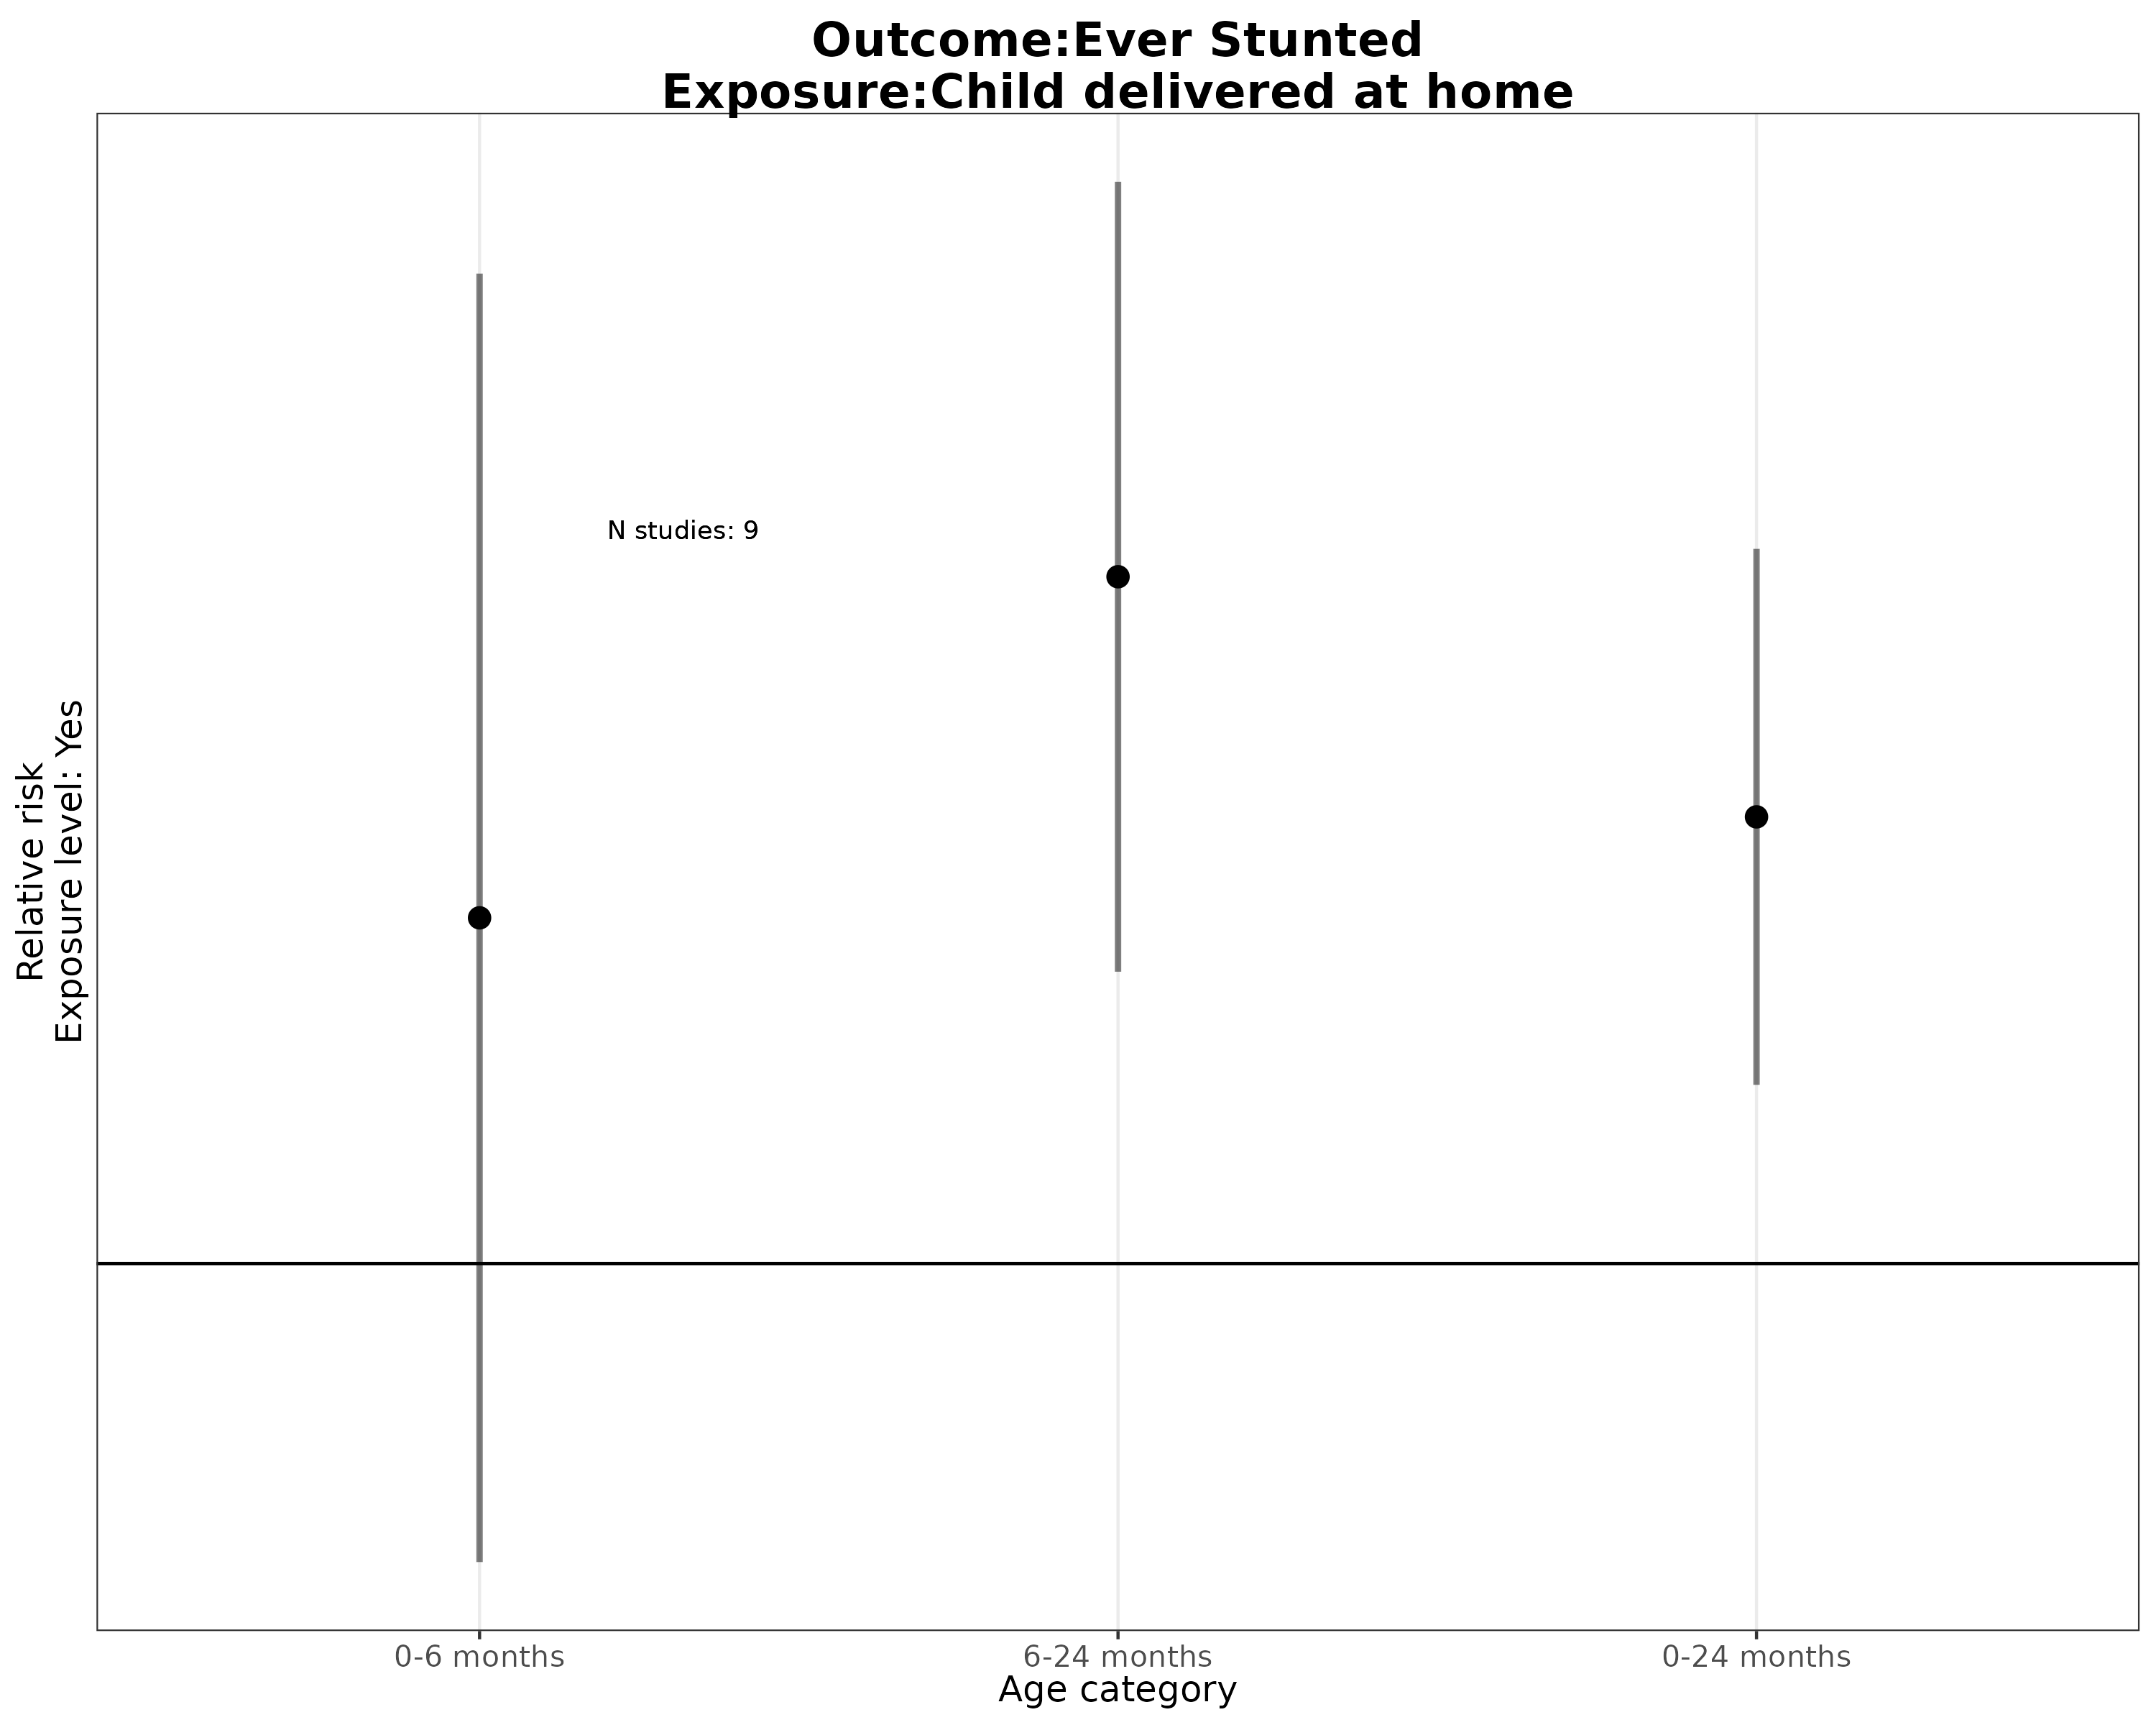 Outcome:Ever Stunted
Exposure:Child delivered at home
N studies: 9
Relative risk
Exposure level: Yes
0-6 months
6-24 months
0-24 months
Age category